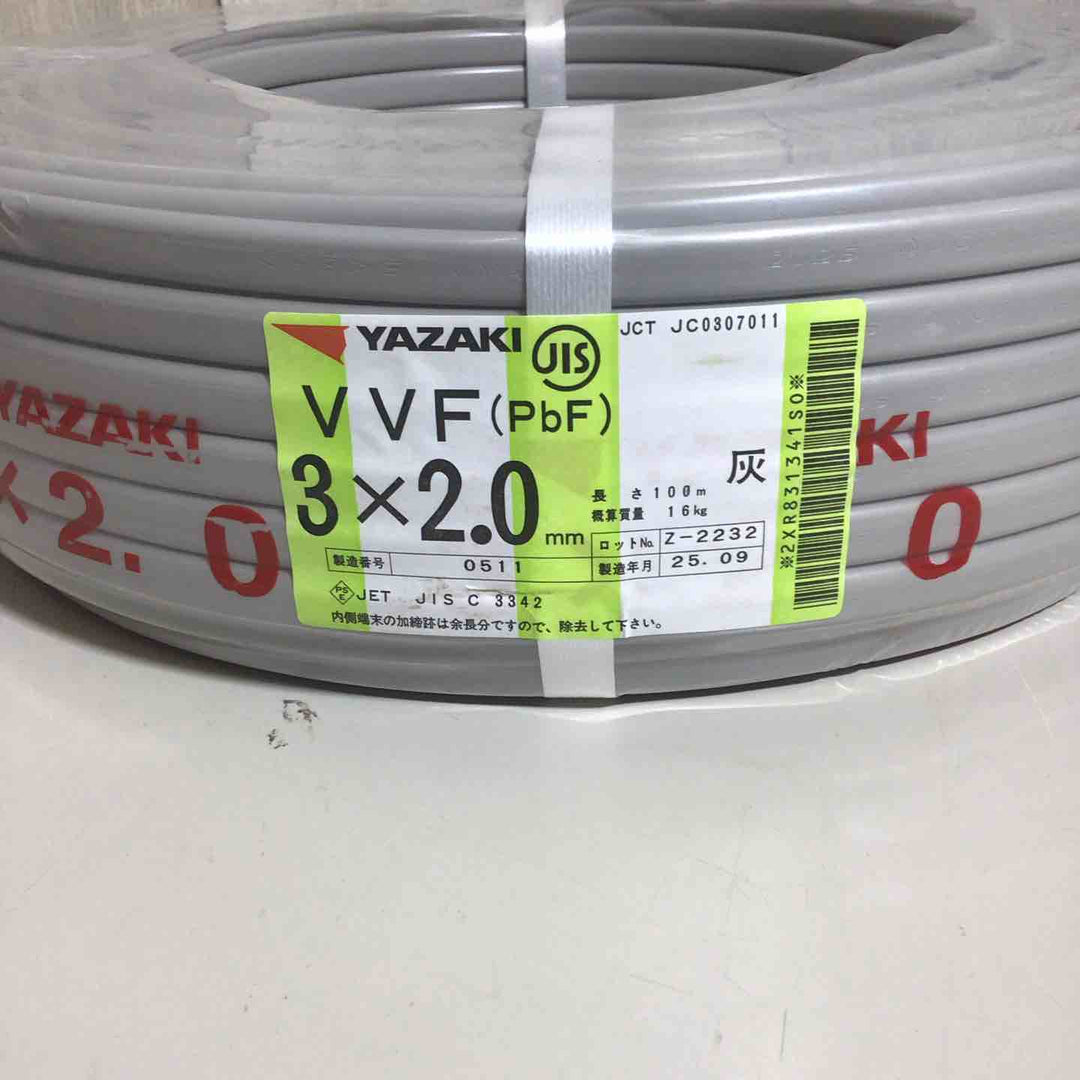 YAZAKI
JIS
JCT JC0307011
VVF(PbF)
3×2.0mm
灰
長さ 100m
概算質量 16kg
ロットNo. Z-2232
製造番号 0511
製造年月 25.09
PSE JET JIS C 3342
内側端末の加締跡は余長分ですので、除去して下さい。
※2XR831341S0※
YAZAKI
×2.0
KI
0